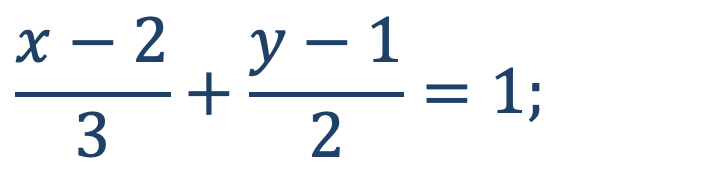 x − 2 y − 1
+ = 1;
3 2